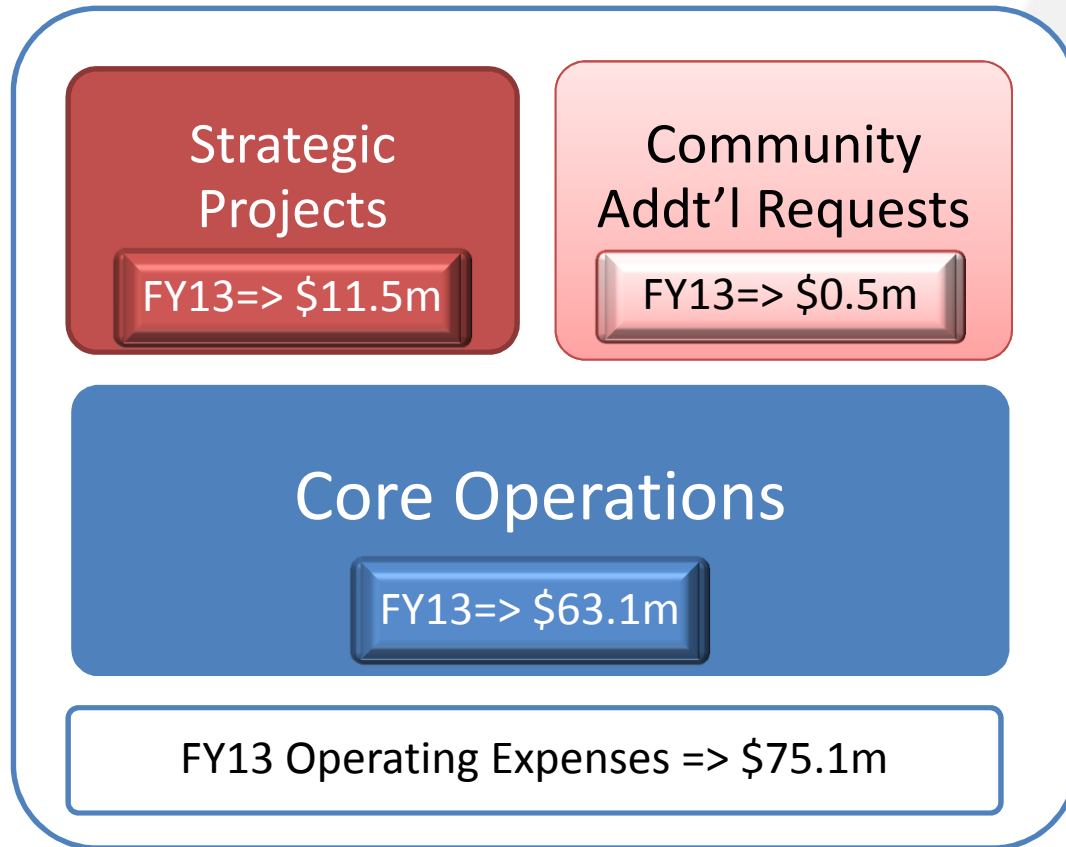 Strategic
Projects
FY13=> $11.5m
Community
Addt’l Requests
FY13=> $0.5m
Core Operations
FY13=> $63.1m
FY13 Operating Expenses => $75.1m